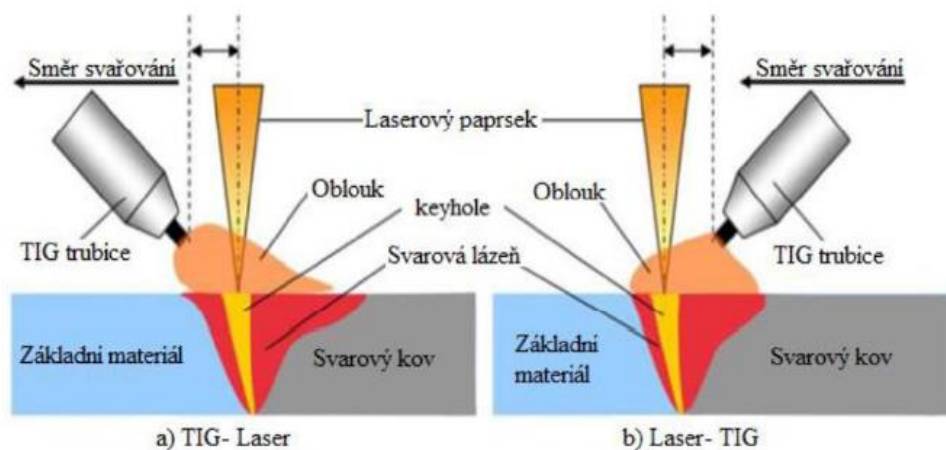 Směr svařování
Směr svařování
Laserový paprsek
Oblouk
Oblouk
keyhole
TIG trubice
TIG trubice
Svarová lázeň
Základní materiál
Svarový kov
Základní
materiál
Svarový kov
a) TIG- Laser
b) Laser- TIG